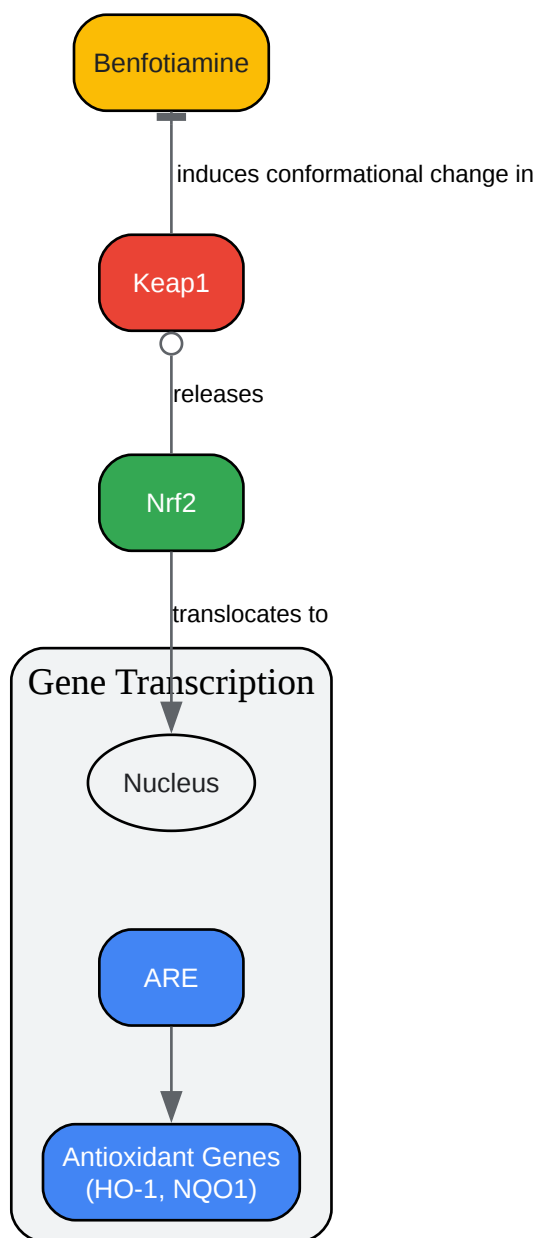 Benfotiamine
induces conformational change in
Keap1
releases
Nrf2
translocates to
Gene Transcription
Nucleus
ARE
Antioxidant Genes
(HO-1, NQO1)